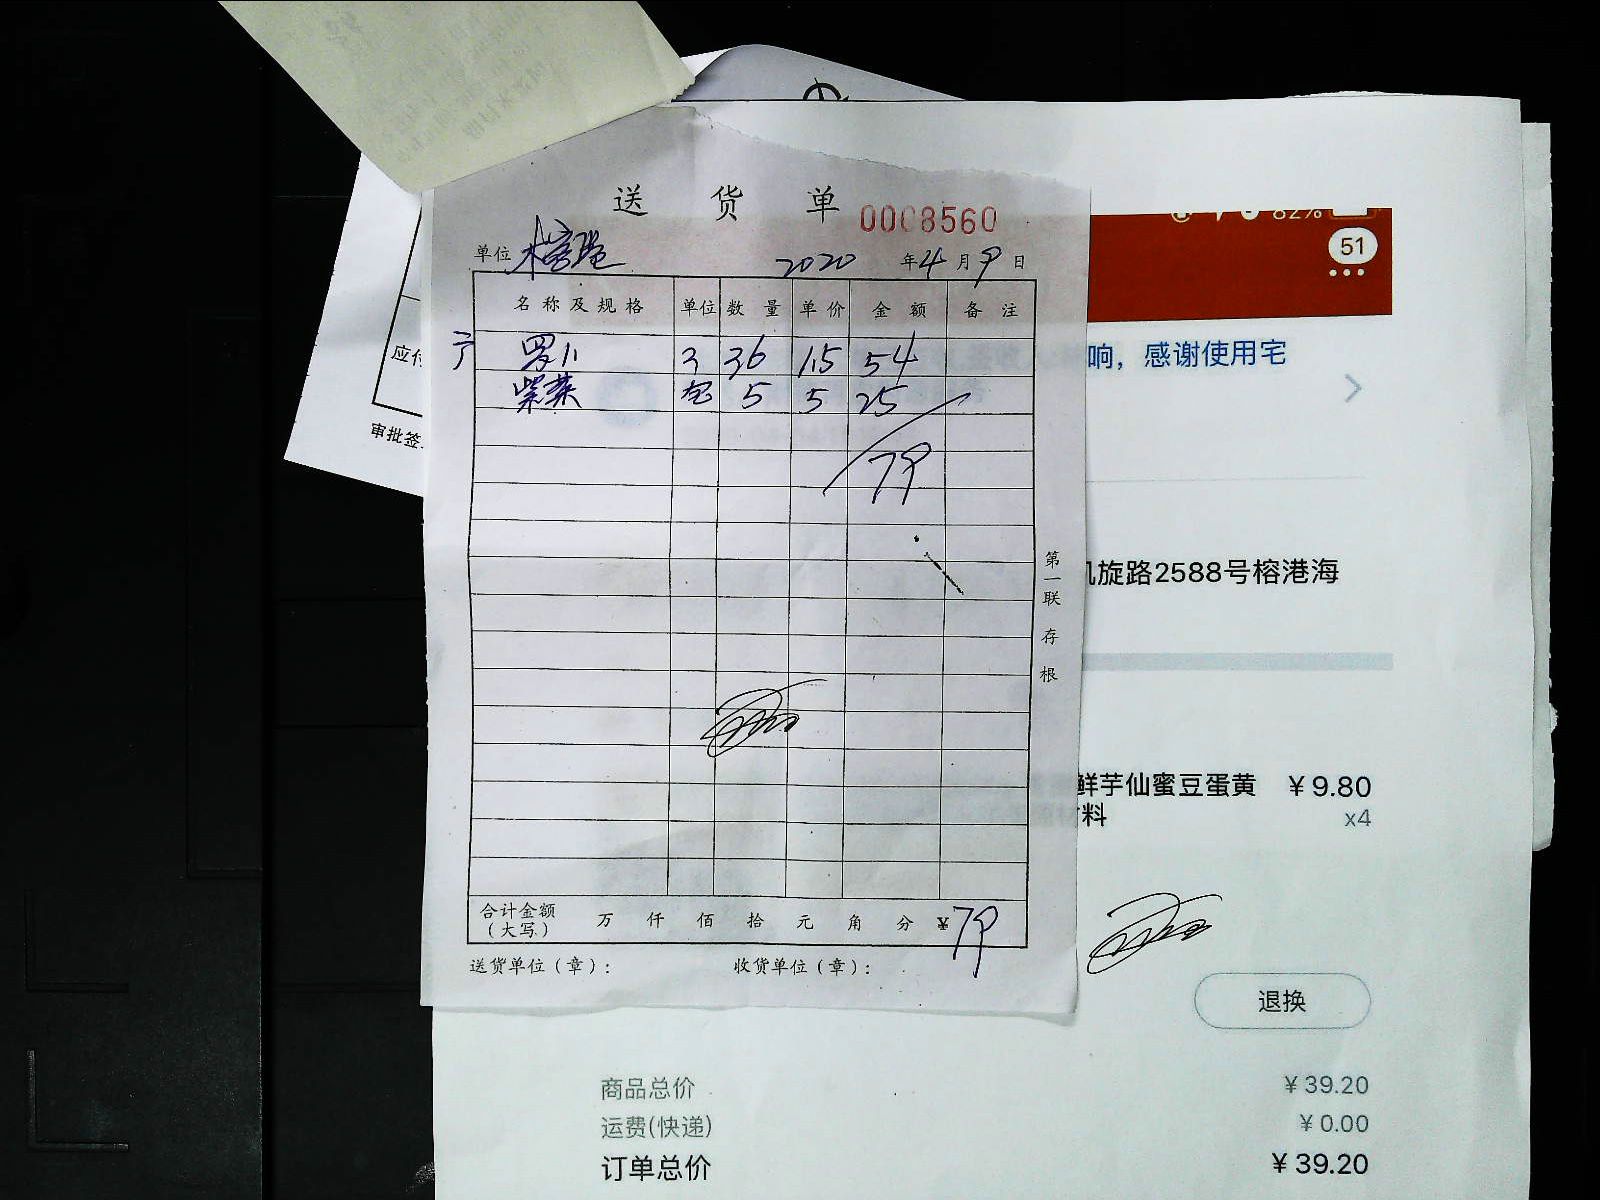 送货单 0008560
单位 榕港 2020 年 4 月 9 日
名称及规格 单位 数量 单价 金额 备注
36 1.5 54
紫菜 包 5 5 25
79
第一联 存根
合计金额（大写） 万 仟 佰 拾 元 角 分 ¥79
送货单位（章）： 收货单位（章）：
应付
审批签
82%
51
响，感谢使用宅
旋路2588号榕港海
鲜芋仙蜜豆蛋黄 ¥9.80
料 x4
退换
商品总价 ¥39.20
运费(快递) ¥0.00
订单总价 ¥39.20